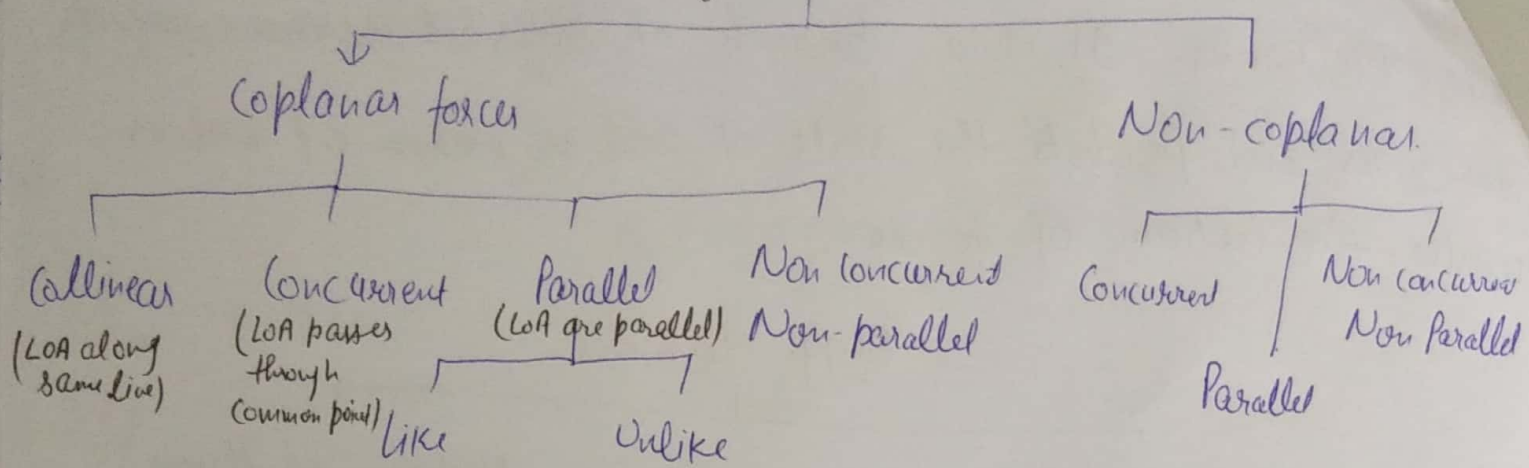 Coplanar forces
Non-coplanar.
Collinear
(LOA along
same line)
Concurrent
(LOA passes
through
common point)
Parallel
(LOA are parallel)
Like
Unlike
Non concurrent
Non-parallel
Concurrent
Parallel
Non concurren
Non Parallel